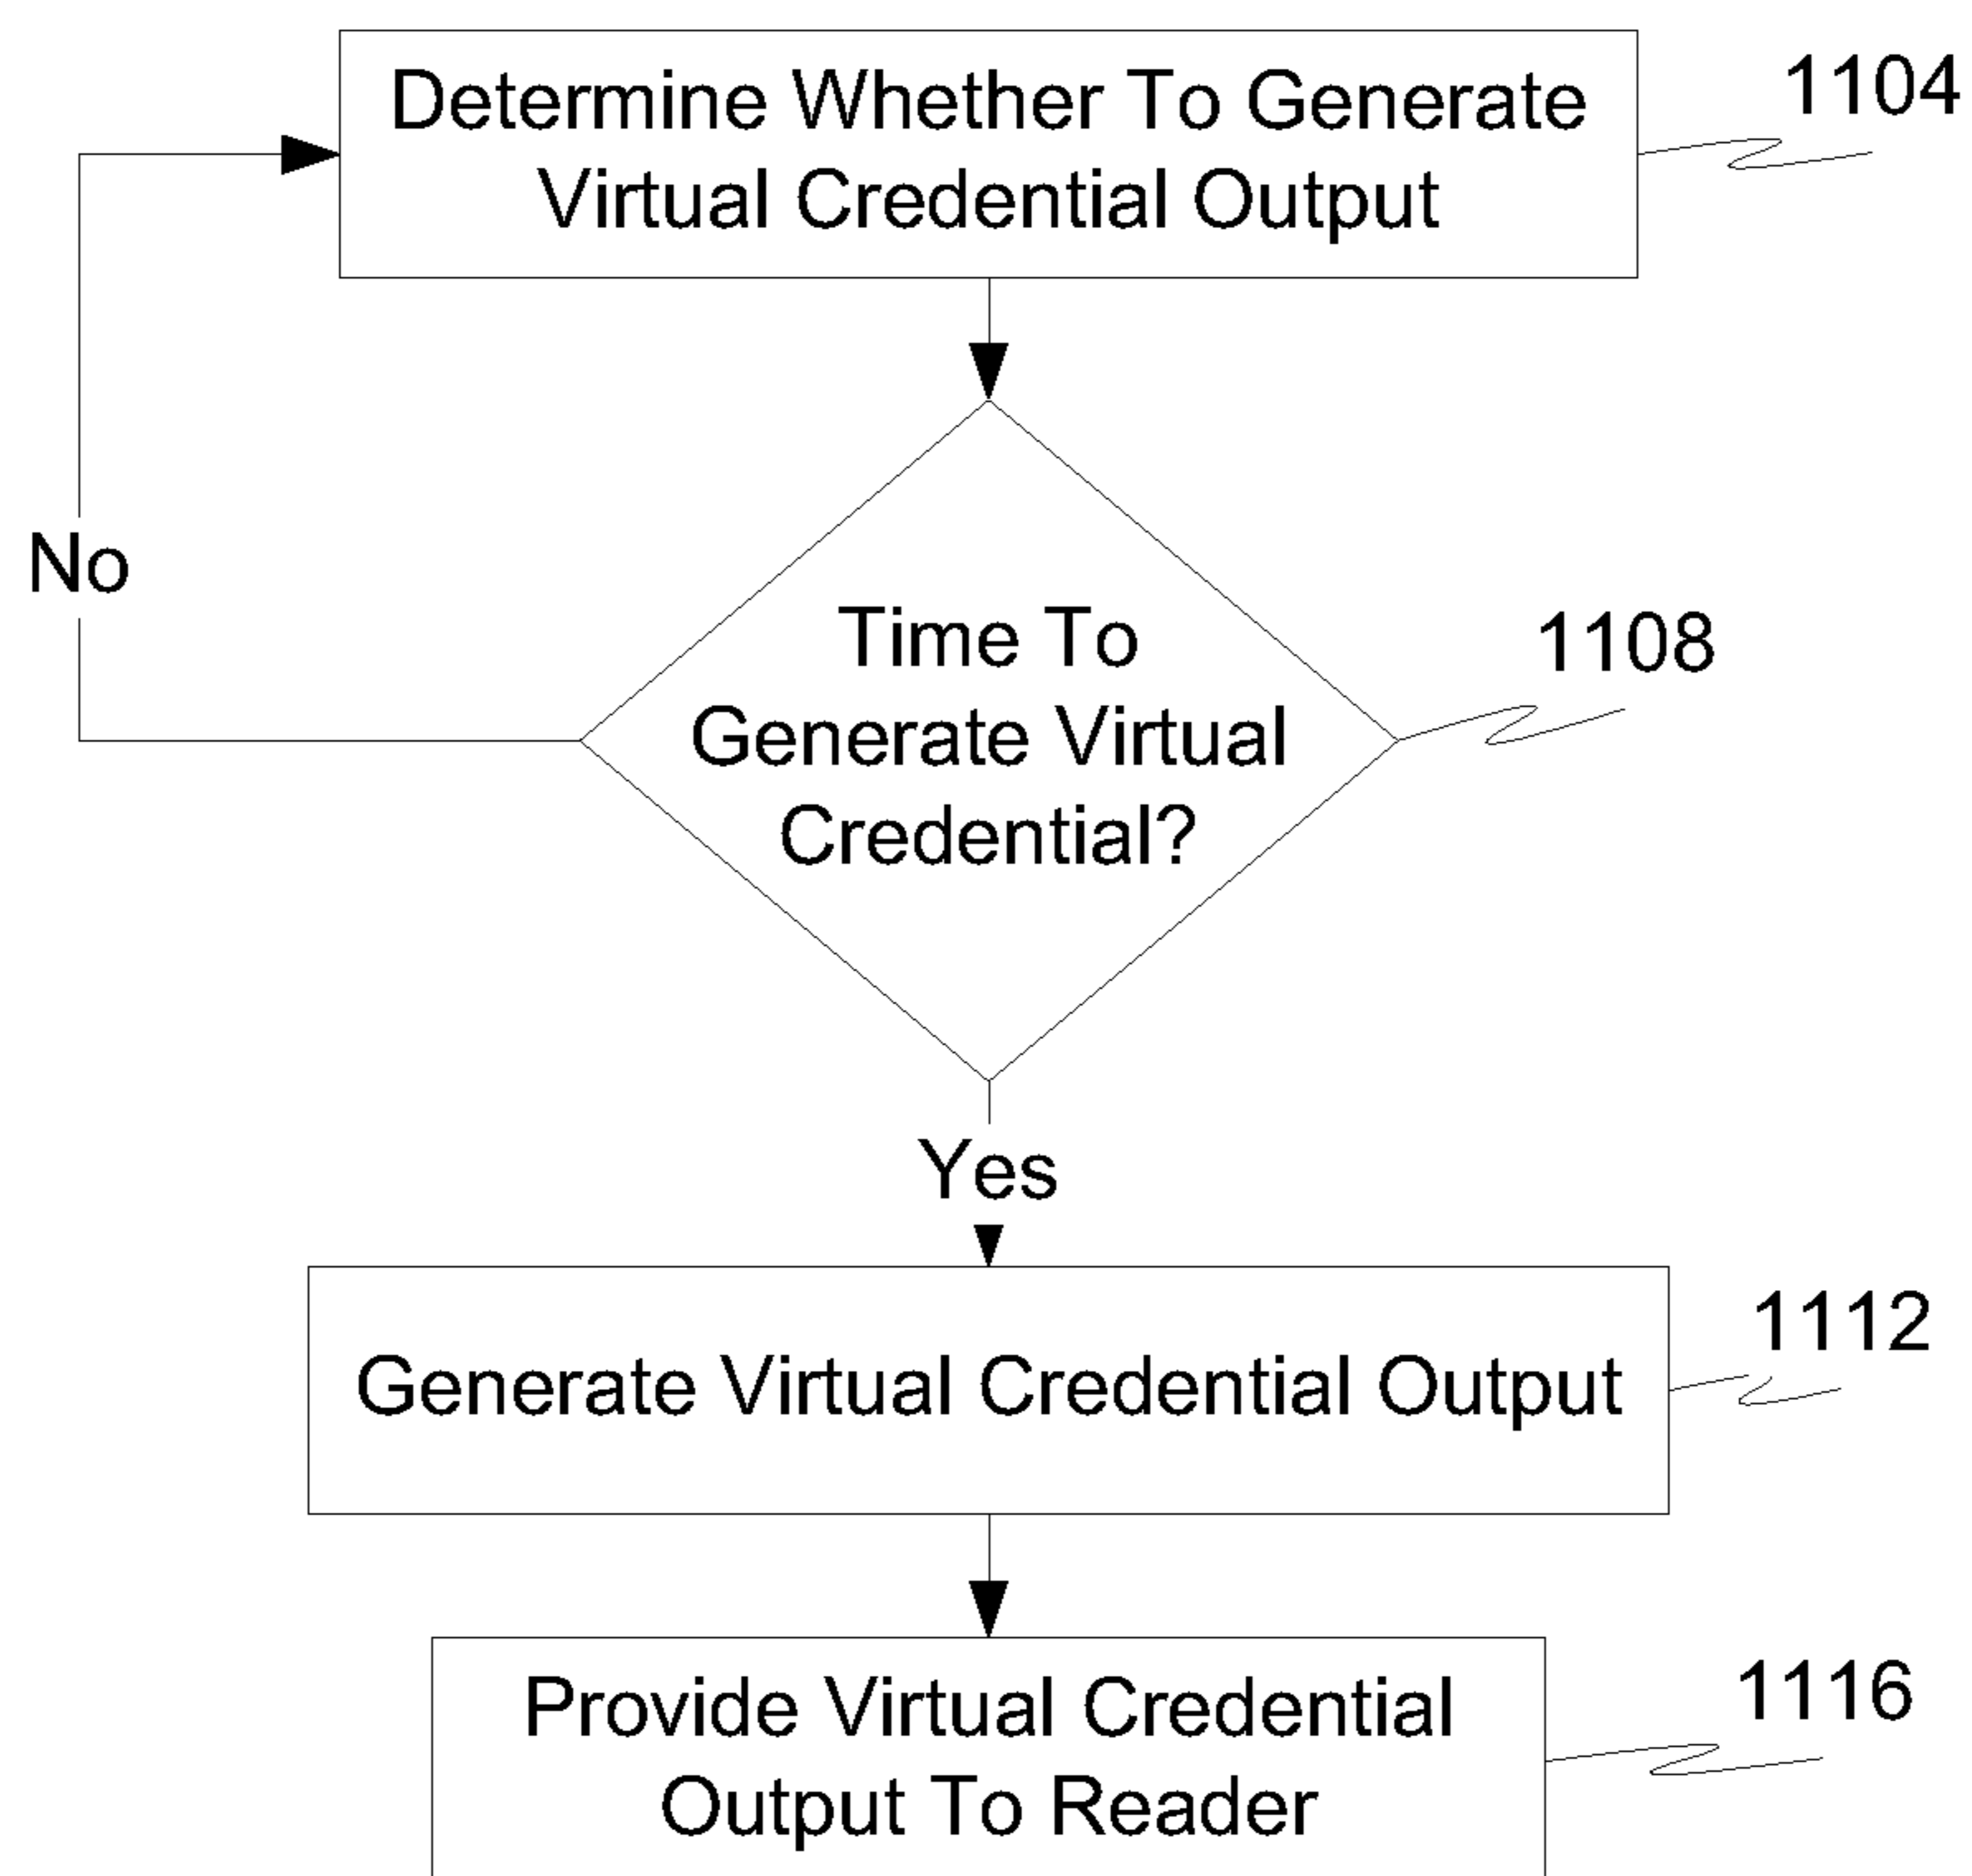 Determine Whether To Generate
Virtual Credential Output
1104
No
Time To
Generate Virtual
Credential?
1108
Yes
Generate Virtual Credential Output
1112
Provide Virtual Credential
Output To Reader
1116